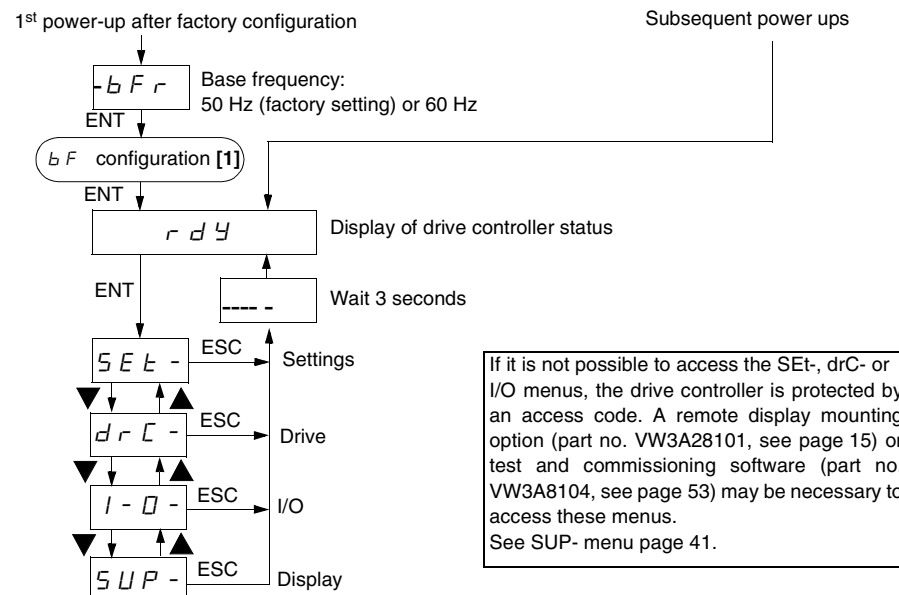 1st power-up after factory configuration
Subsequent power ups
-bFr
Base frequency:
50 Hz (factory setting) or 60 Hz
ENT
bF configuration [1]
ENT
rdY
Display of drive controller status
ENT
---- -
Wait 3 seconds
SEt -
ESC
Settings
drC -
ESC
Drive
I-O -
ESC
I/O
SUP -
ESC
Display
If it is not possible to access the SEt-, drC- or
I/O menus, the drive controller is protected by
an access code. A remote display mounting
option (part no. VW3A28101, see page 15) or
test and commissioning software (part no.
VW3A8104, see page 53) may be necessary to
access these menus.
See SUP- menu page 41.